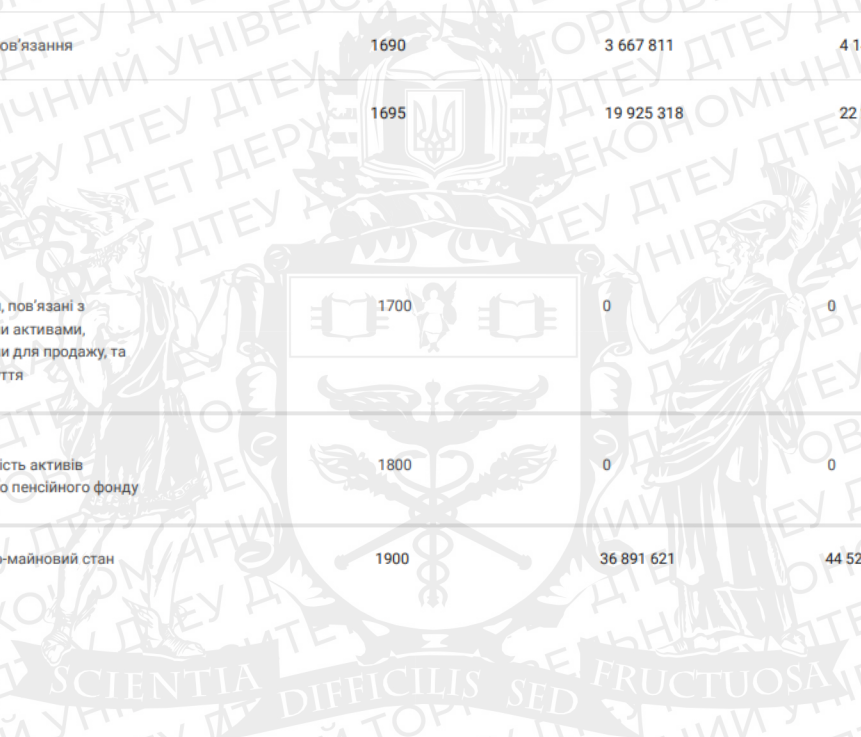 ов'язання 1690 3 667 811 4 1
1695 19 925 318 22
, пов'язані з 1700 0 0
и активами,
и для продажу, та
ття
ість активів 1800 0 0
о пенсійного фонду
-майновий стан 1900 36 891 621 44 52
SCIENTIA DIFFICILIS SED FRUCTUOSA